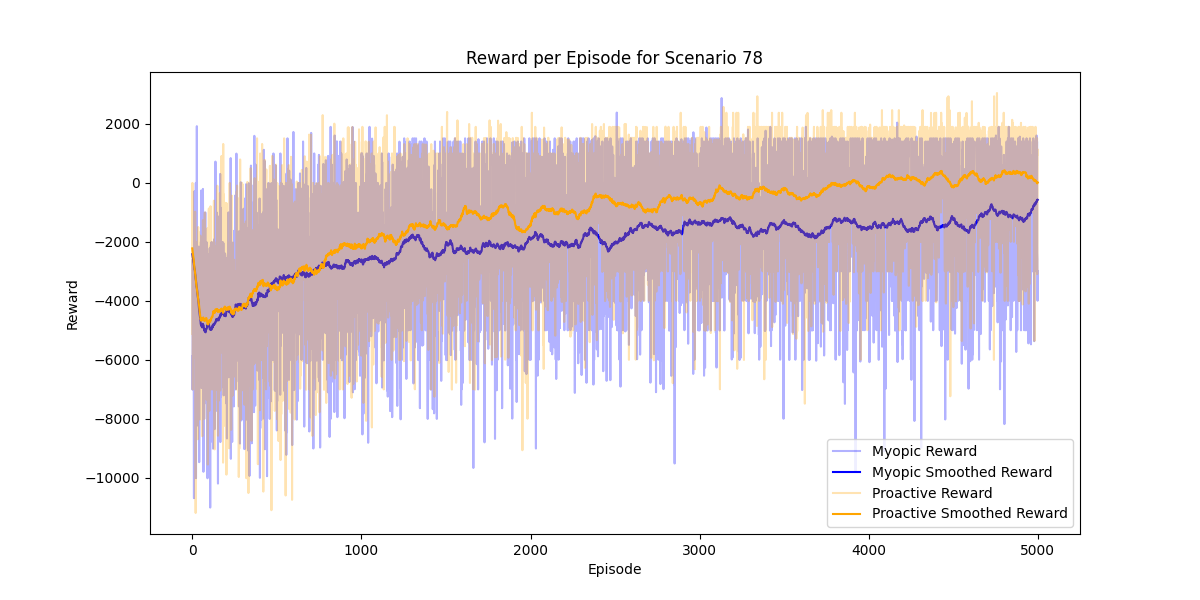 Reward per Episode for Scenario 78
2000
0
−2000
−4000
−6000
−8000
−10000
Reward
0 1000 2000 3000 4000 5000
Episode
Myopic Reward
Myopic Smoothed Reward
Proactive Reward
Proactive Smoothed Reward